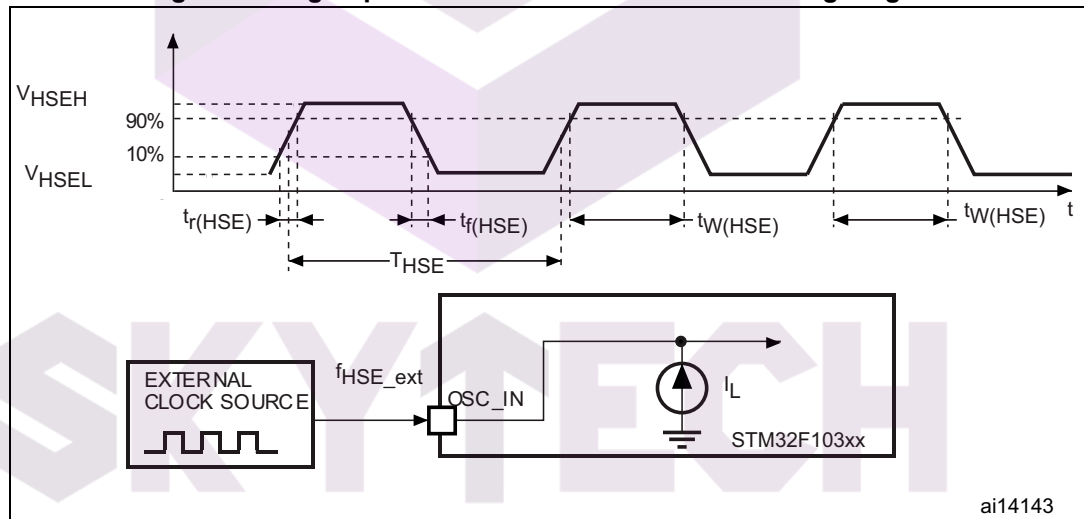 V_HSEH
90%
10%
V_HSEL
t_r(HSE)
t_f(HSE)
t_W(HSE)
t_W(HSE)
t
T_HSE
EXTERNAL
CLOCK SOURCE
f_HSE_ext
OSC_IN
I_L
STM32F103xx
SKYTECH
ai14143